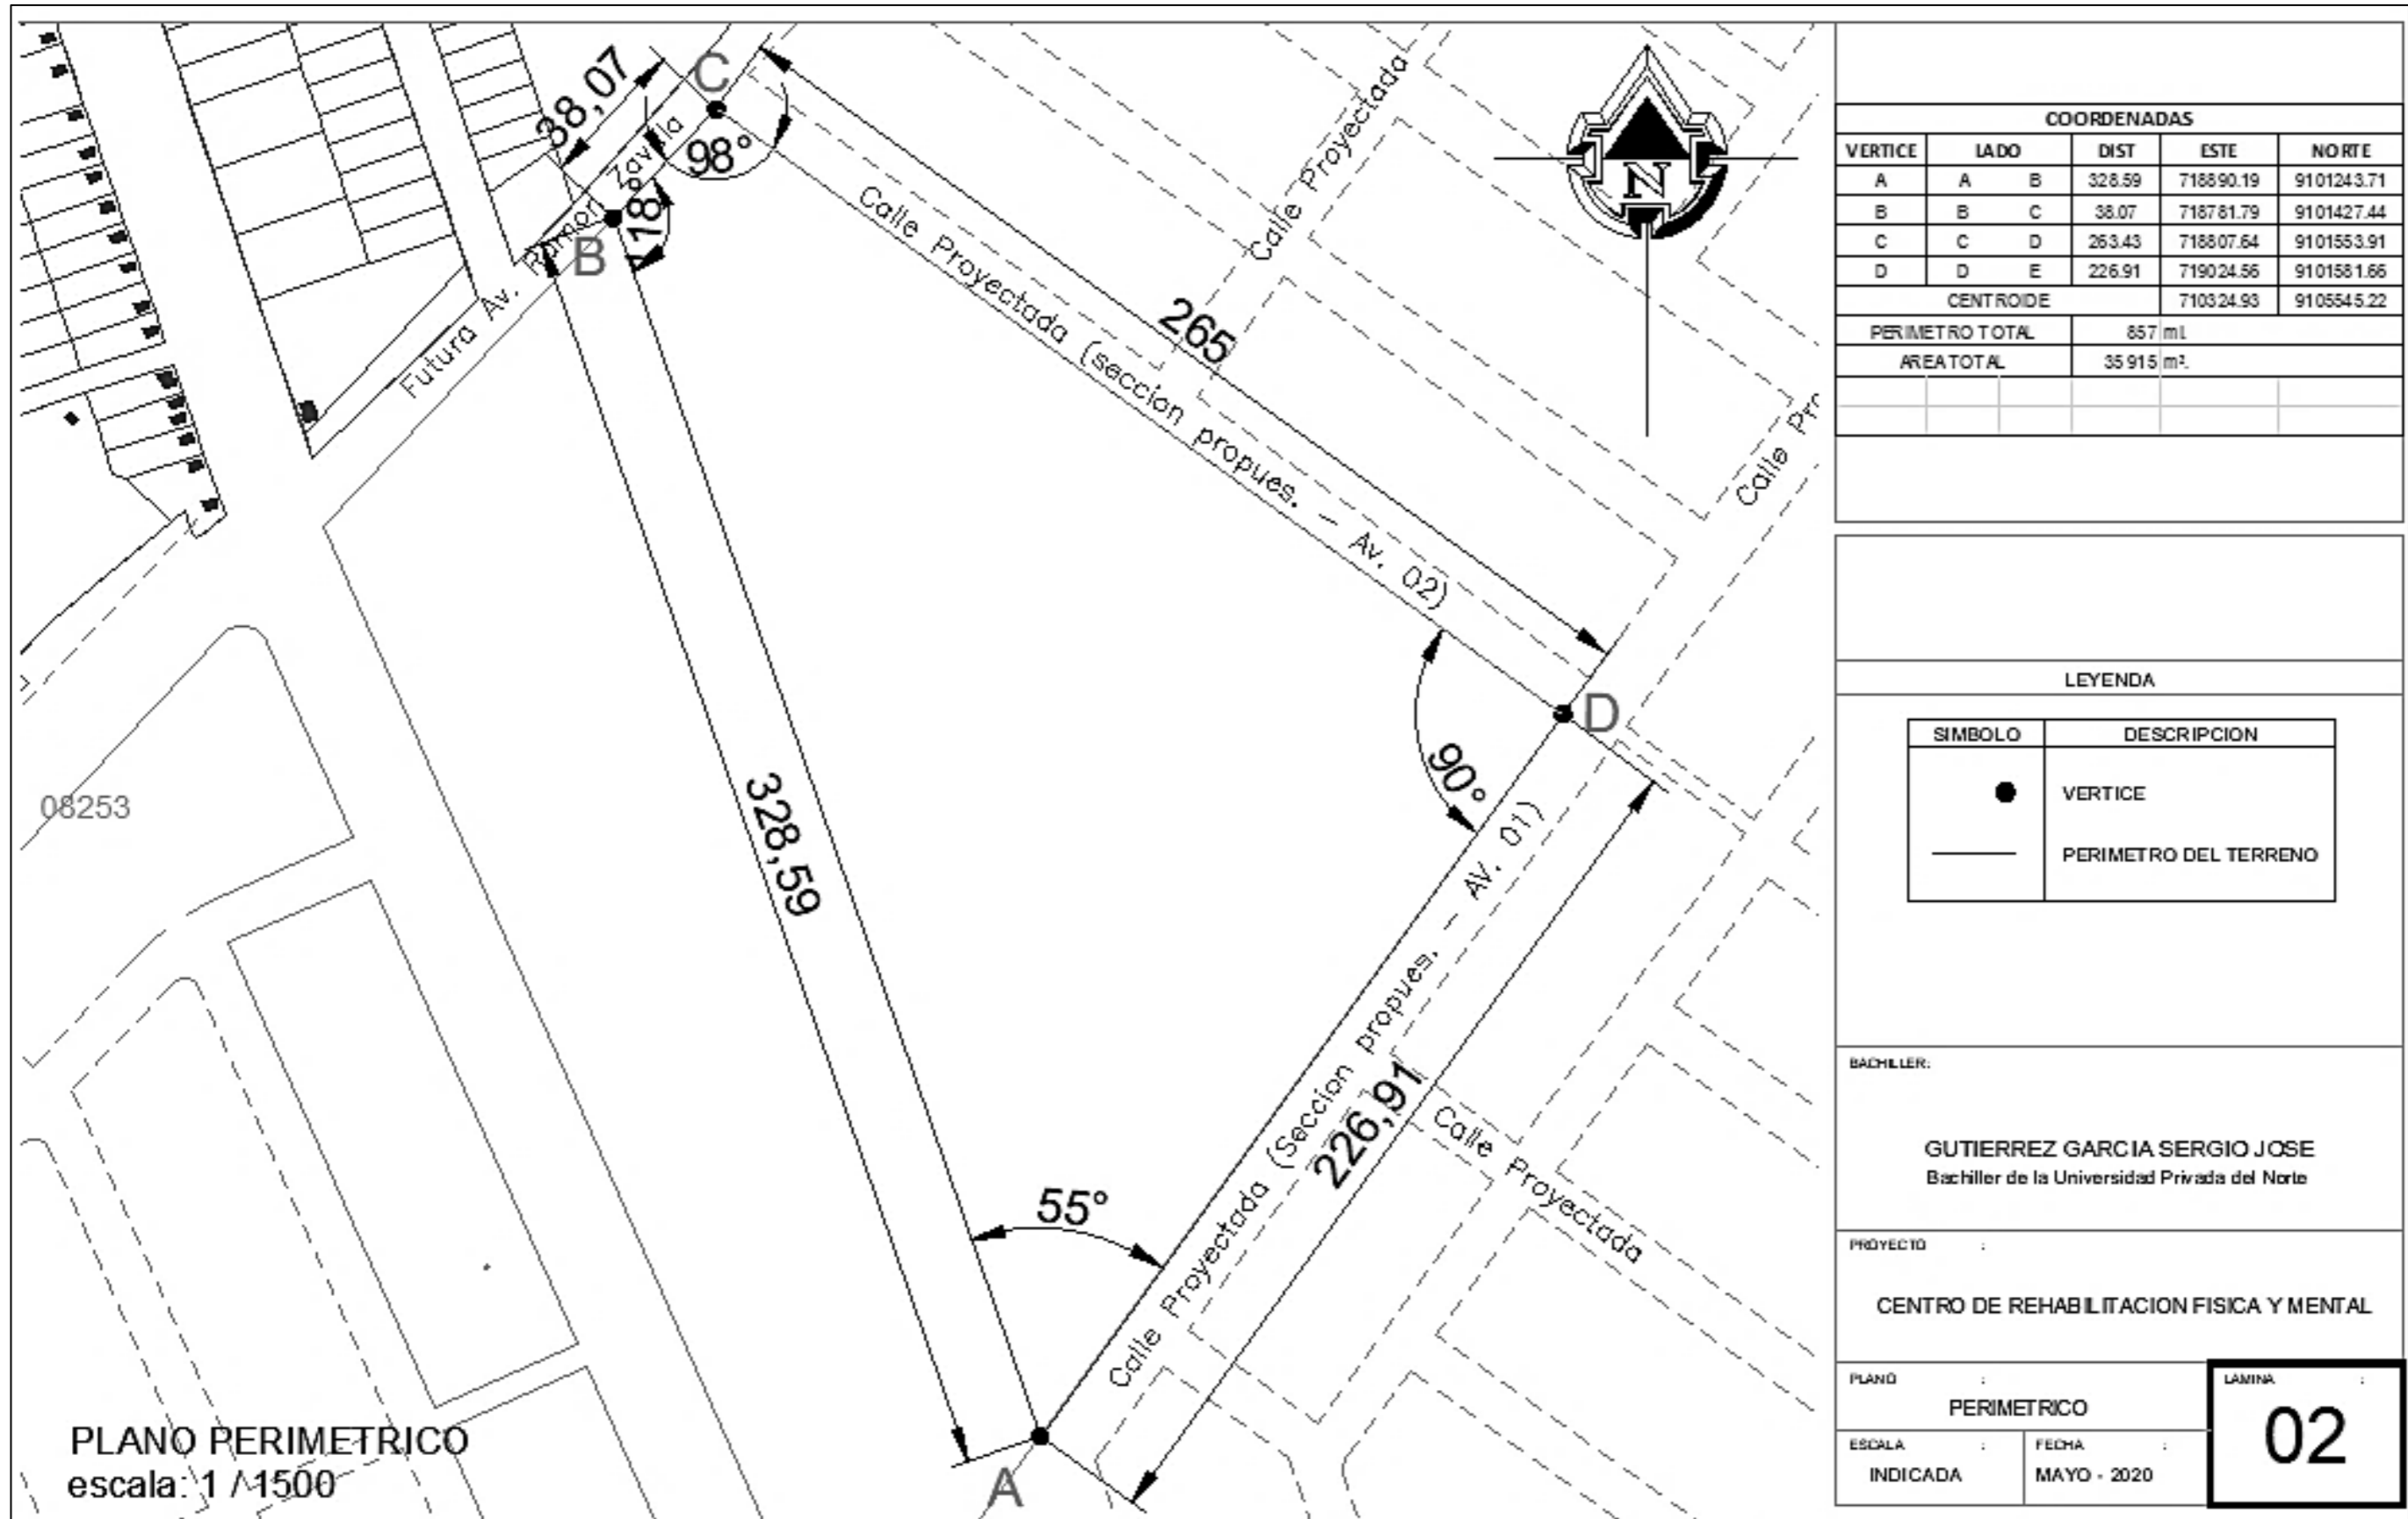 C
38,07
98°
118°
B
Futura Av. Ramon Zavala
Calle Proyectada (seccion propues. – Av. 02)
265
Calle Proyectada
D
90°
328,59
08253
55°
Calle Proyectada (Seccion propues. – AV. 01)
226,91
Calle Proyectada
A
PLANO PERIMETRICO
escala: 1 / 1500
N
COORDENADAS
VERTICE LADO DIST ESTE NORTE
A A B 328.59 718890.19 9101243.71
B B C 38.07 718781.79 9101427.44
C C D 263.43 718807.64 9101553.91
D D E 226.91 719024.56 9101581.66
CENTROIDE 710324.93 9105545.22
PERIMETRO TOTAL 857 ml.
AREA TOTAL 35 915 m².
LEYENDA
SIMBOLO DESCRIPCION
VERTICE
PERIMETRO DEL TERRENO
BACHILLER:
GUTIERREZ GARCIA SERGIO JOSE
Bachiller de la Universidad Privada del Norte
PROYECTO :
CENTRO DE REHABILITACION FISICA Y MENTAL
PLANO :
PERIMETRICO
LAMINA :
02
ESCALA :
INDICADA
FECHA :
MAYO - 2020